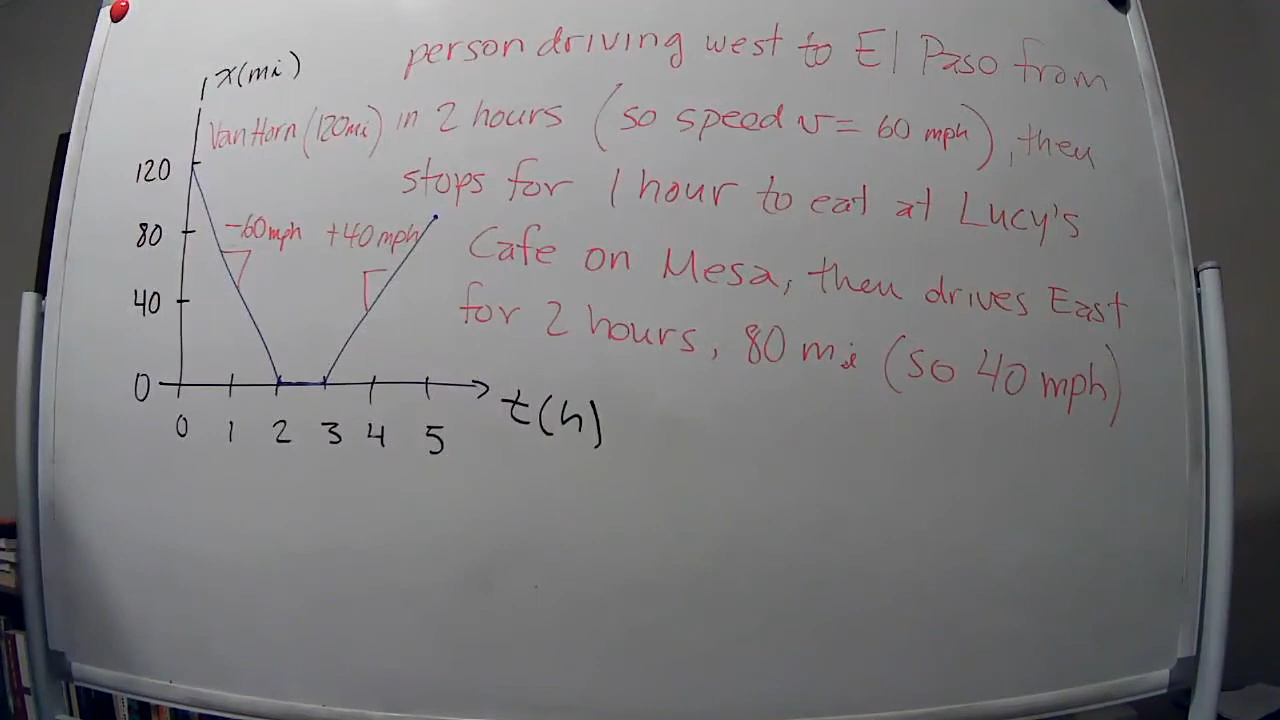 x(mi)
person driving west to El Paso from
Van Horn (120mi) in 2 hours (so speed v = 60 mph), then
120
stops for 1 hour to eat at Lucy's
80
-60mph +40mph
Cafe on Mesa, then drives East
40
for 2 hours, 80 mi (so 40 mph)
0
t(h)
0 1 2 3 4 5